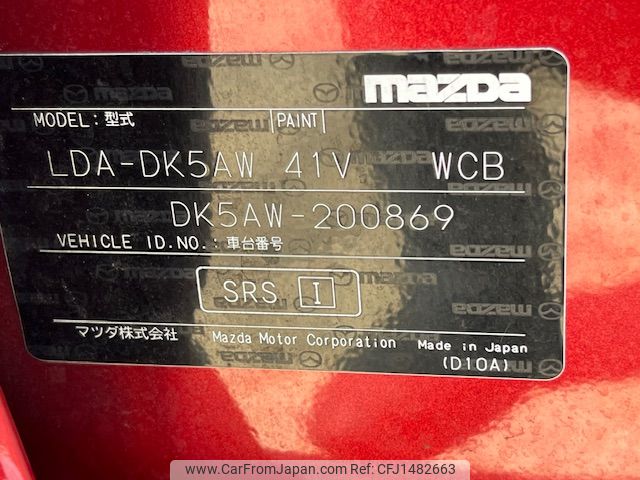 mazda
MODEL:型式 PAINT
LDA-DK5AW 41V WCB
DK5AW-200869
VEHICLE ID.NO.:車台番号
SRS I
マツダ株式会社 Mazda Motor Corporation Made in Japan
(D10A)
www.CarFromJapan.com Ref No: CFJ1482663